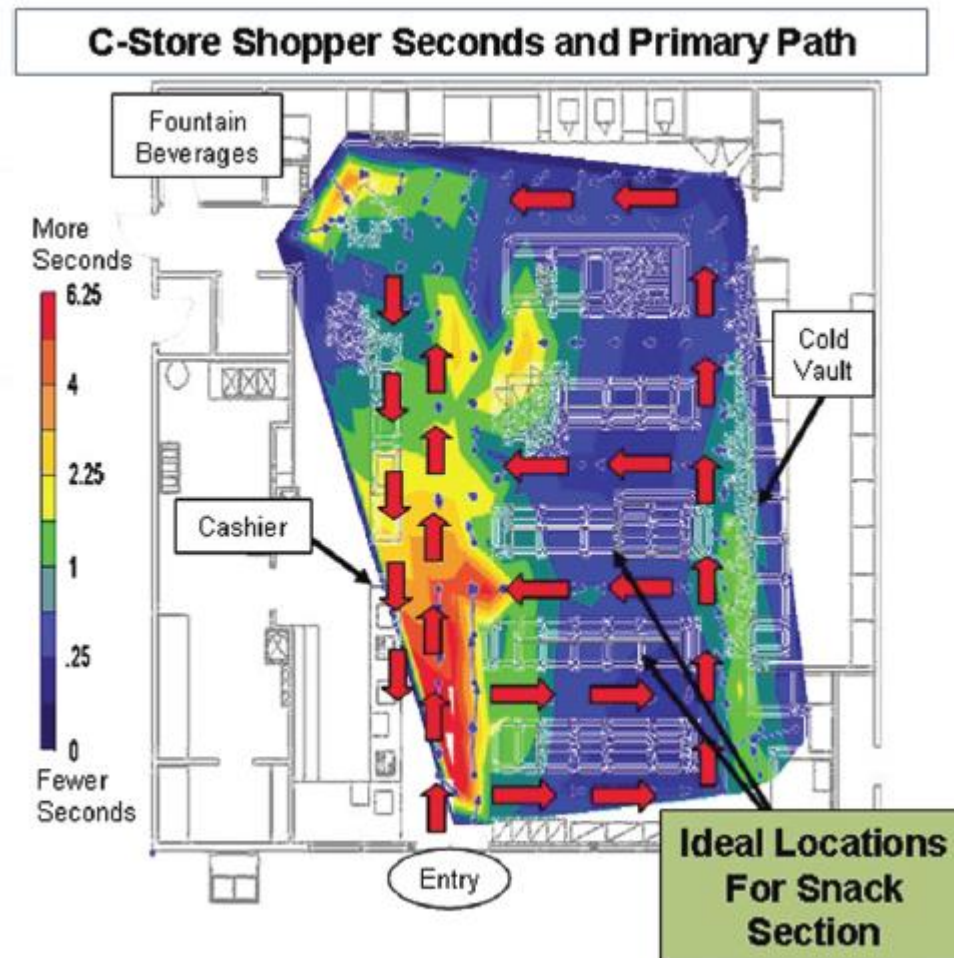 C-Store Shopper Seconds and Primary Path
Fountain
Beverages
More
Seconds
6.25
4
2.25
1
.25
0
Fewer
Seconds
Cold
Vault
Cashier
Entry
Ideal Locations
For Snack
Section